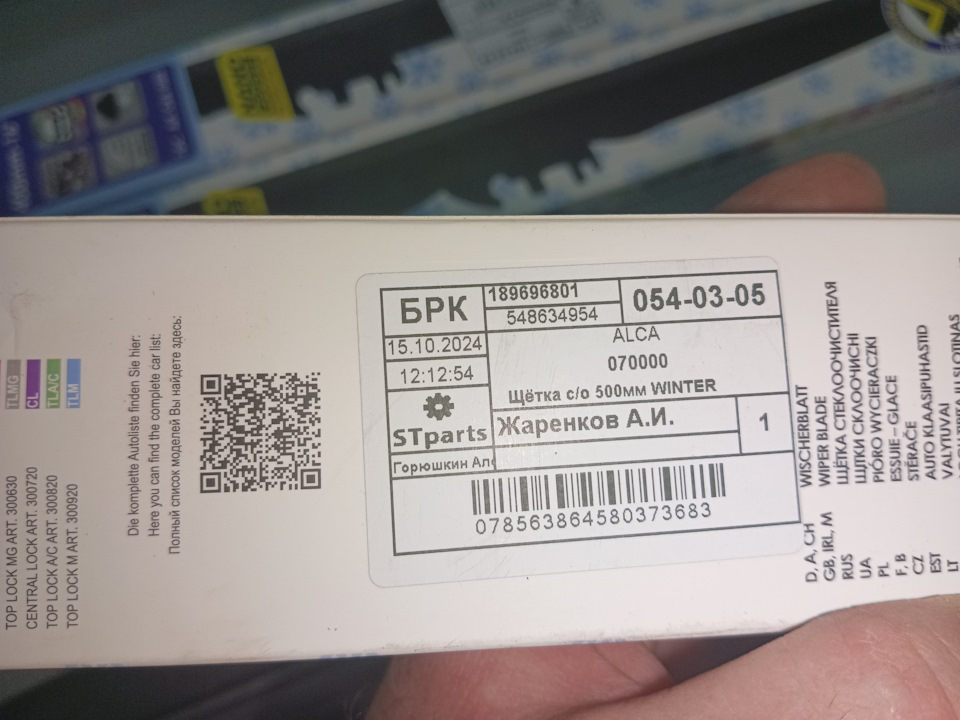 TLMG
CL
TLA/C
TLM
TOP LOCK MG ART. 300630
CENTRAL LOCK ART. 300720
TOP LOCK A/C ART. 300820
TOP LOCK M ART. 300920
Die komplette Autoliste finden Sie hier:
Here you can find the complete car list:
Полный список моделей Вы найдете здесь:
БРК
189696801
548634954
054-03-05
15.10.2024
12:12:54
ALCA
070000
Щётка с/о 500мм WINTER
STparts
Жаренков А.И.
1
Горюшкин Але
078563864580373683
D, A, CH WISCHERBLATT
GB, IRL, M WIPER BLADE
RUS ЩЁТКА СТЕКЛООЧИСТИТЕЛЯ
UA ЩІТКИ СКЛООЧИСНІ
PL PIÓRO WYCIERACZKI
F, B ESSUIE - GLACE
CZ STĚRAČE
EST AUTO KLAASIPUHASTID
LT VALYTUVAI